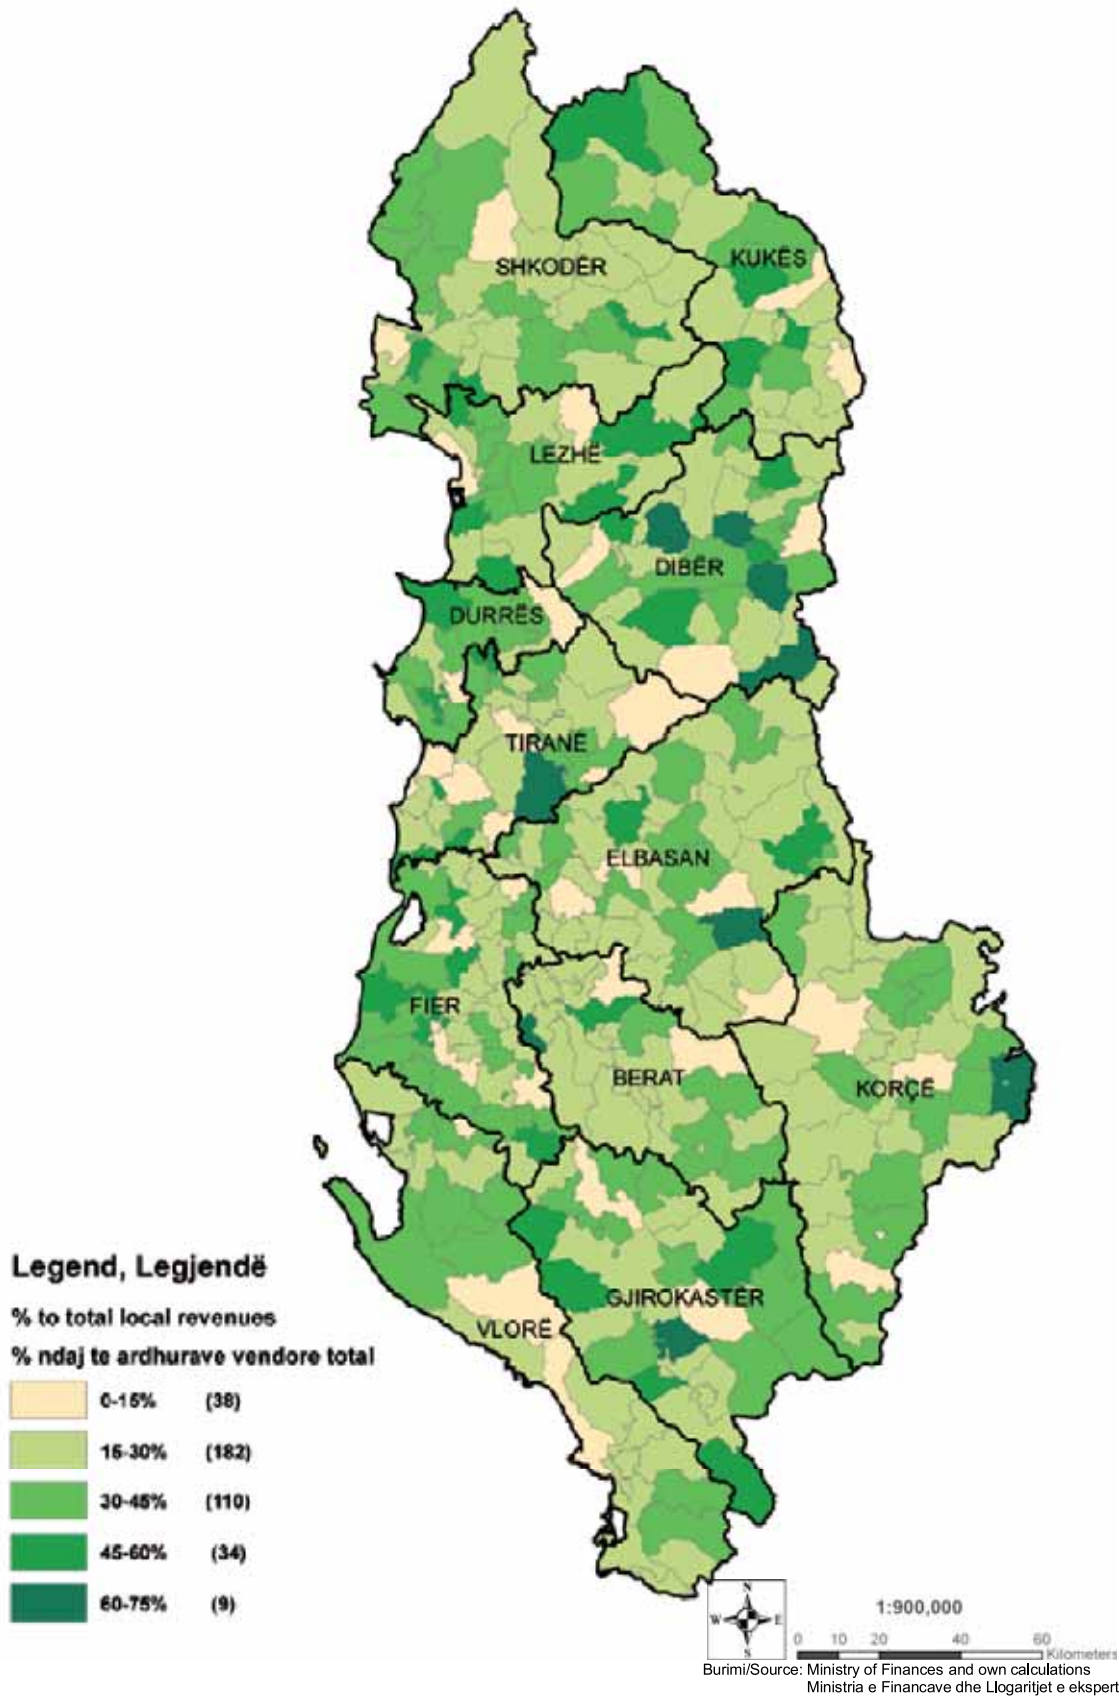 SHKODËR
KUKËS
LEZHË
DIBËR
DURRËS
TIRANË
ELBASAN
FIER
BERAT
KORÇË
GJIROKASTËR
VLORË
Legend, Legjendë
% to total local revenues
% ndaj te ardhurave vendore total
0-15% (38)
15-30% (182)
30-45% (110)
45-60% (34)
60-75% (9)
N
W E
S
1:900,000
0 10 20 40 60
Kilometers
Burimi/Source: Ministry of Finances and own calculations
Ministria e Financave dhe Llogaritjet e ekspert